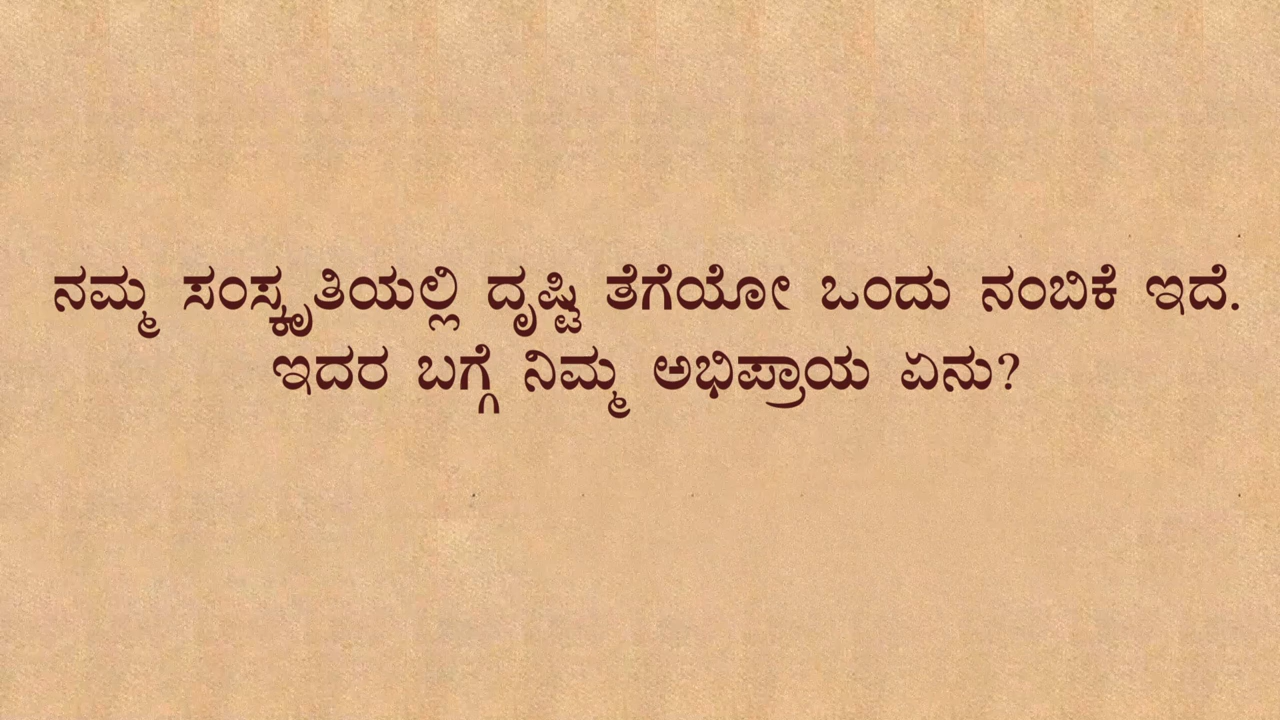 ನಮ್ಮ ಸಂಸ್ಕೃತಿಯಲ್ಲಿ ದೃಷ್ಟಿ ತೆಗೆಯೋ ಒಂದು ನಂಬಿಕೆ ಇದೆ.
ಇದರ ಬಗ್ಗೆ ನಿಮ್ಮ ಅಭಿಪ್ರಾಯ ಏನು?